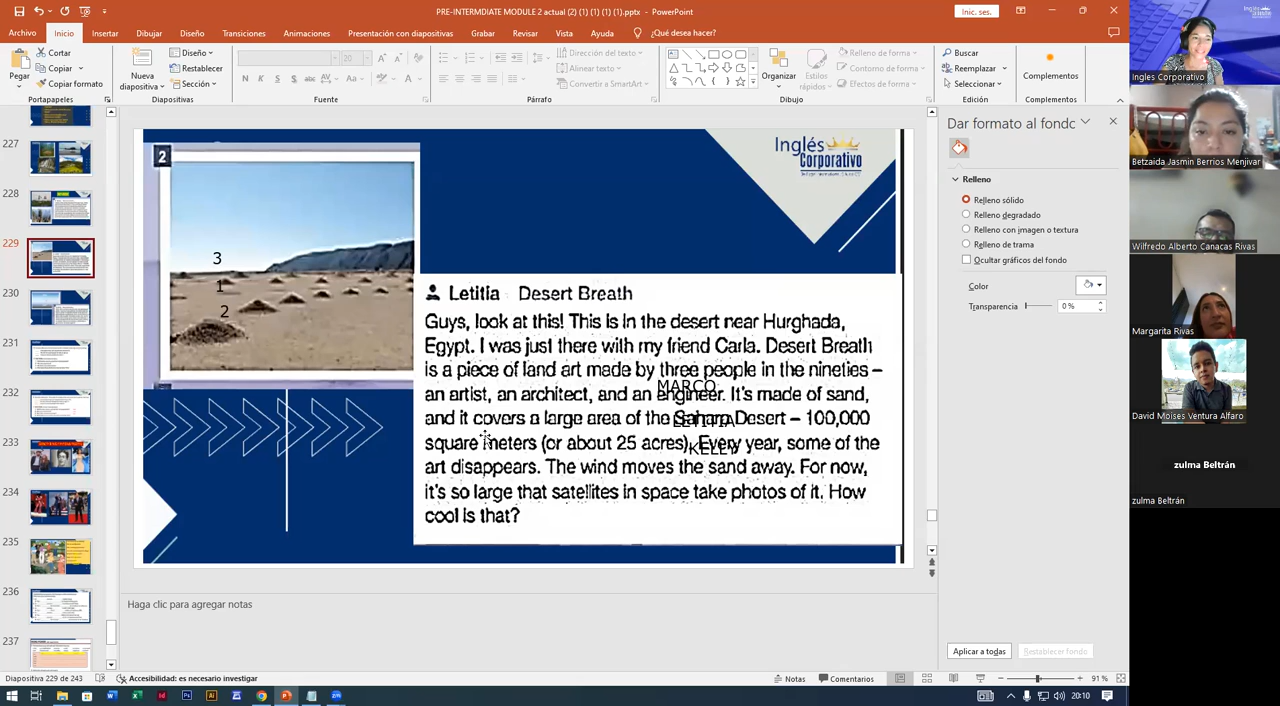 PRE-INTERMDIATE MODULE 2 actual (2) (1) (1) (1) (1).pptx - PowerPoint
Inic. ses.
Archivo Inicio Insertar Dibujar Diseño Transiciones Animaciones Presentación con diapositivas Grabar Revisar Vista Ayuda ¿Qué desea hacer?
Pegar
Cortar
Copiar
Copiar formato
Portapapeles
Nueva
diapositiva
Diseño
Restablecer
Sección
Diapositivas
20
N K S S abc AV Aa A
Fuente
Dirección del texto
Alinear texto
Convertir a SmartArt
Párrafo
Organizar
Estilos
rápidos
Relleno de forma
Contorno de forma
Efectos de forma
Dibujo
Buscar
Reemplazar
Seleccionar
Edición
Complementos
Complementos
227
228
229
230
231
232
233
234
235
236
237
2
3
1
2
Inglés
Corporativo
Letitia Desert Breath
Guys, look at this! This is in the desert near Hurghada,
Egypt. I was just there with my friend Carla. Desert Breath
is a piece of land art made by three people in the nineties –
an artist, an architect, and an engineer. It's made of sand,
and it covers a large area of the Sahara Desert – 100,000
square meters (or about 25 acres). Every year, some of the
art disappears. The wind moves the sand away. For now,
it's so large that satellites in space take photos of it. How
cool is that?
MARCO
LETITIA
KELLY
Haga clic para agregar notas
Dar formato al fondo
Relleno
Relleno sólido
Relleno degradado
Relleno con imagen o textura
Relleno de trama
Ocultar gráficos del fondo
Color
Transparencia
0 %
Aplicar a todas
Restablecer fondo
Diapositiva 229 de 243
Accesibilidad: es necesario investigar
Notas
Comentarios
91 %
20:10
Ingles Corporativo
Betzaida Jasmin Berrios Menjivar
Wilfredo Alberto Canacas Rivas
Margarita Rivas
David Moises Ventura Alfaro
zulma Beltrán
zulma Beltrán